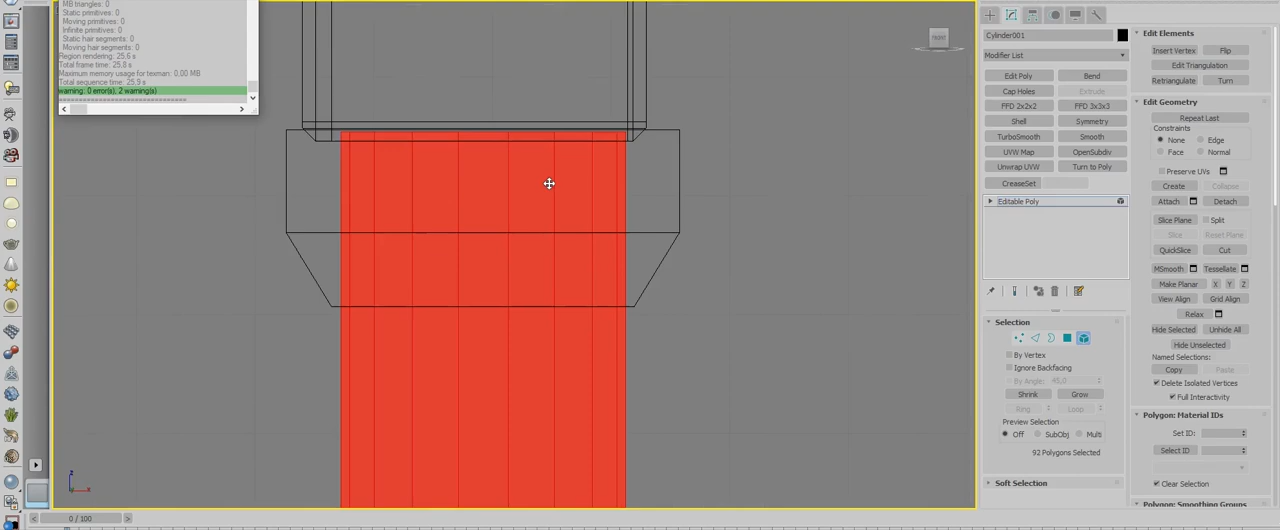 MB triangles: 0
Static primitives: 0
Moving primitives: 0
Infinite primitives: 0
Static hair segments: 0
Moving hair segments: 0
Region rendering: 25,6 s
Total frame time: 25,8 s
Maximum memory usage for texman: 0,00 MB
Total sequence time: 25,9 s
warning: 0 error(s), 2 warning(s)
==============================
FRONT
z
x
0 / 100
Cylinder001
Modifier List
Edit Poly
Bend
Cap Holes
Extrude
FFD 2x2x2
FFD 3x3x3
Shell
Symmetry
TurboSmooth
Smooth
UVW Map
OpenSubdiv
Unwrap UVW
Turn to Poly
CreaseSet
Editable Poly
Selection
By Vertex
Ignore Backfacing
By Angle: 45,0
Shrink
Grow
Ring
Loop
Preview Selection
Off
SubObj
Multi
92 Polygons Selected
Soft Selection
Edit Elements
Insert Vertex
Flip
Edit Triangulation
Retriangulate
Turn
Edit Geometry
Repeat Last
Constraints
None
Edge
Face
Normal
Preserve UVs
Create
Collapse
Attach
Detach
Slice Plane
Split
Slice
Reset Plane
QuickSlice
Cut
MSmooth
Tessellate
Make Planar
X
Y
Z
View Align
Grid Align
Relax
Hide Selected
Unhide All
Hide Unselected
Named Selections:
Copy
Paste
Delete Isolated Vertices
Full Interactivity
Polygon: Material IDs
Set ID:
Select ID
Clear Selection
Polygon: Smoothing Groups